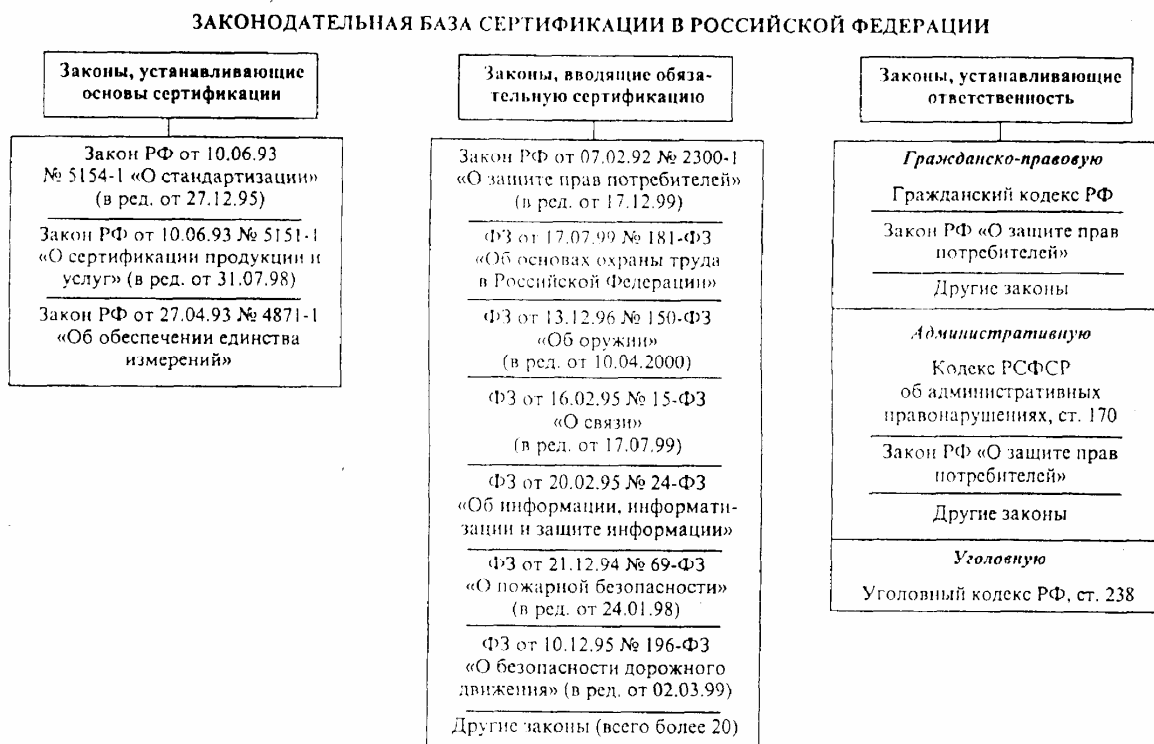 ЗАКОНОДАТЕЛЬНАЯ БАЗА СЕРТИФИКАЦИИ В РОССИЙСКОЙ ФЕДЕРАЦИИ
Законы, устанавливающие
основы сертификации
Закон РФ от 10.06.93
№ 5154-1 «О стандартизации»
(в ред. от 27.12.95)
Закон РФ от 10.06.93 № 5151-1
«О сертификации продукции и
услуг» (в ред. от 31.07.98)
Закон РФ от 27.04.93 № 4871-1
«Об обеспечении единства
измерений»
Законы, вводящие обяза-
тельную сертификацию
Закон РФ от 07.02.92 № 2300-1
«О защите прав потребителей»
(в ред. от 17.12.99)
ФЗ от 17.07.99 № 181-ФЗ
«Об основах охраны труда
в Российской Федерации»
ФЗ от 13.12.96 № 150-ФЗ
«Об оружии»
(в ред. от 10.04.2000)
ФЗ от 16.02.95 № 15-ФЗ
«О связи»
(в ред. от 17.07.99)
ФЗ от 20.02.95 № 24-ФЗ
«Об информации, информати-
зации и защите информации»
ФЗ от 21.12.94 № 69-ФЗ
«О пожарной безопасности»
(в ред. от 24.01.98)
ФЗ от 10.12.95 № 196-ФЗ
«О безопасности дорожного
движения» (в ред. от 02.03.99)
Другие законы (всего более 20)
Законы, устанавливающие
ответственность
Гражданско-правовую
Гражданский кодекс РФ
Закон РФ «О защите прав
потребителей»
Другие законы
Административную
Кодекс РСФСР
об административных
правонарушениях, ст. 170
Закон РФ «О защите прав
потребителей»
Другие законы
Уголовную
Уголовный кодекс РФ, ст. 238